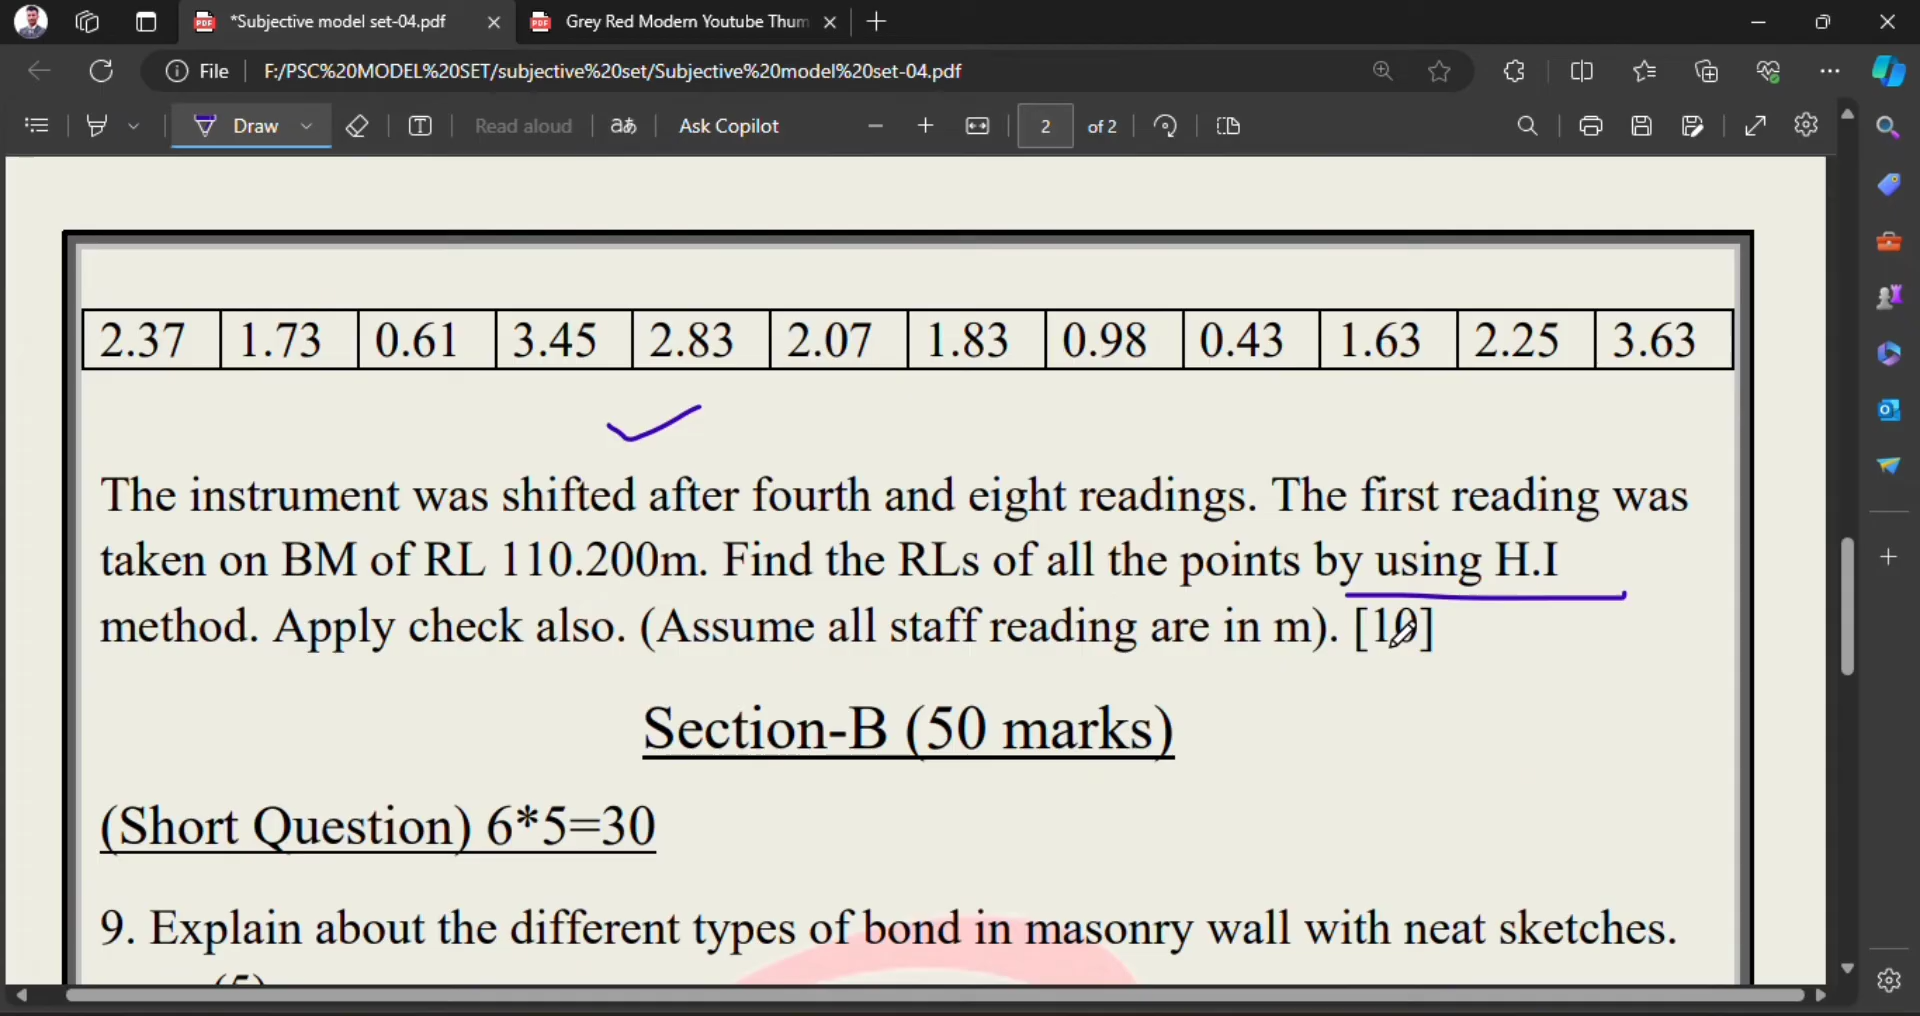 *Subjective model set-04.pdf
Grey Red Modern Youtube Thum
File
F:/PSC%20MODEL%20SET/subjective%20set/Subjective%20model%20set-04.pdf
Draw
Read aloud
aあ
Ask Copilot
2
of 2
2.37 1.73 0.61 3.45 2.83 2.07 1.83 0.98 0.43 1.63 2.25 3.63
The instrument was shifted after fourth and eight readings. The first reading was
taken on BM of RL 110.200m. Find the RLs of all the points by using H.I
method. Apply check also. (Assume all staff reading are in m). [10]
Section-B (50 marks)
(Short Question) 6*5=30
9. Explain about the different types of bond in masonry wall with neat sketches.
(5)